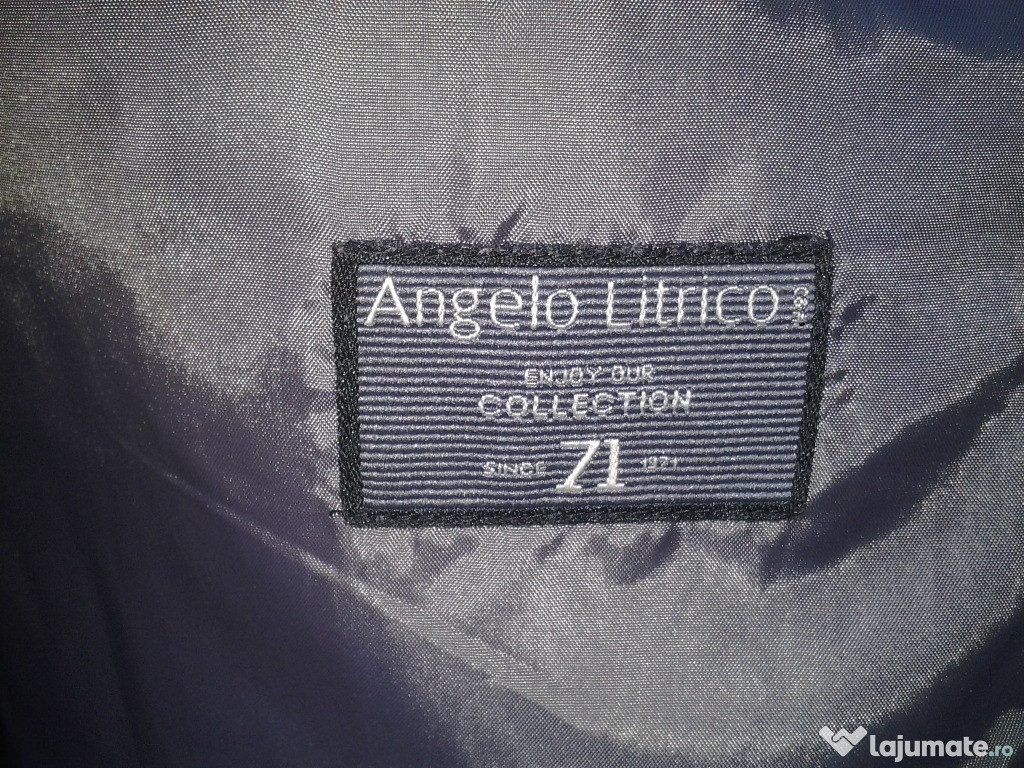 Angelo Litrico
ENJOY OUR
COLLECTION
SINCE 71 1971
lajumate.ro